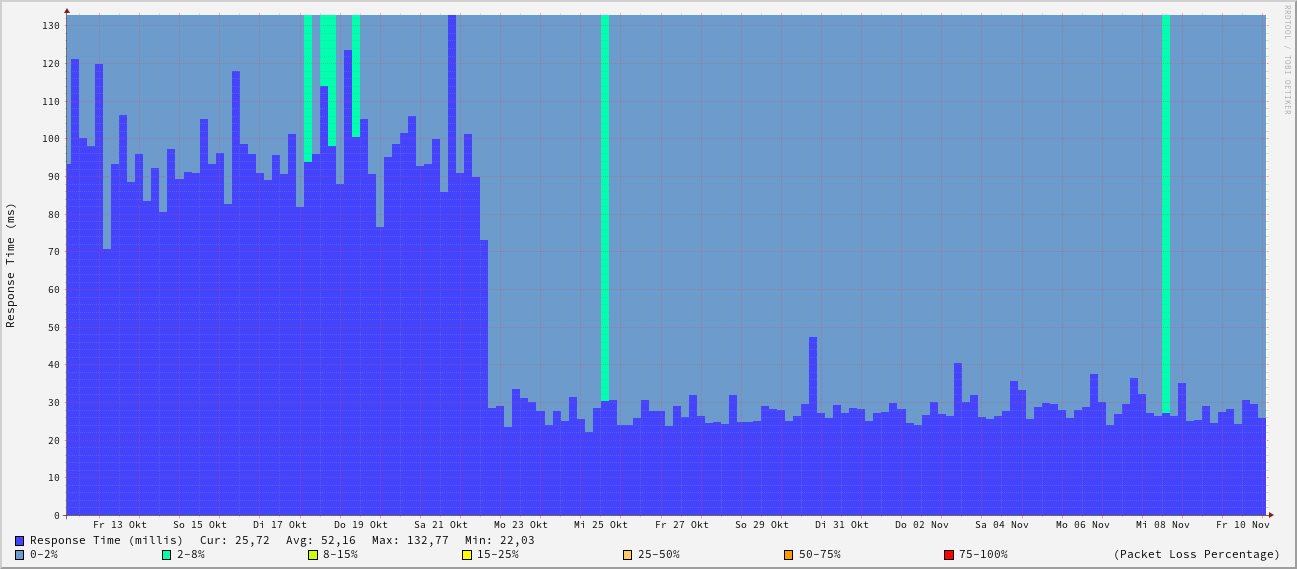 RRDTOOL / TOBI OETIKER
Response Time (ms)
130
120
110
100
90
80
70
60
50
40
30
20
10
0
Fr 13 Okt So 15 Okt Di 17 Okt Do 19 Okt Sa 21 Okt Mo 23 Okt Mi 25 Okt Fr 27 Okt So 29 Okt Di 31 Okt Do 02 Nov Sa 04 Nov Mo 06 Nov Mi 08 Nov Fr 10 Nov
Response Time (millis) Cur: 25,72 Avg: 52,16 Max: 132,77 Min: 22,03
0-2% 2-8% 8-15% 15-25% 25-50% 50-75% 75-100% (Packet Loss Percentage)